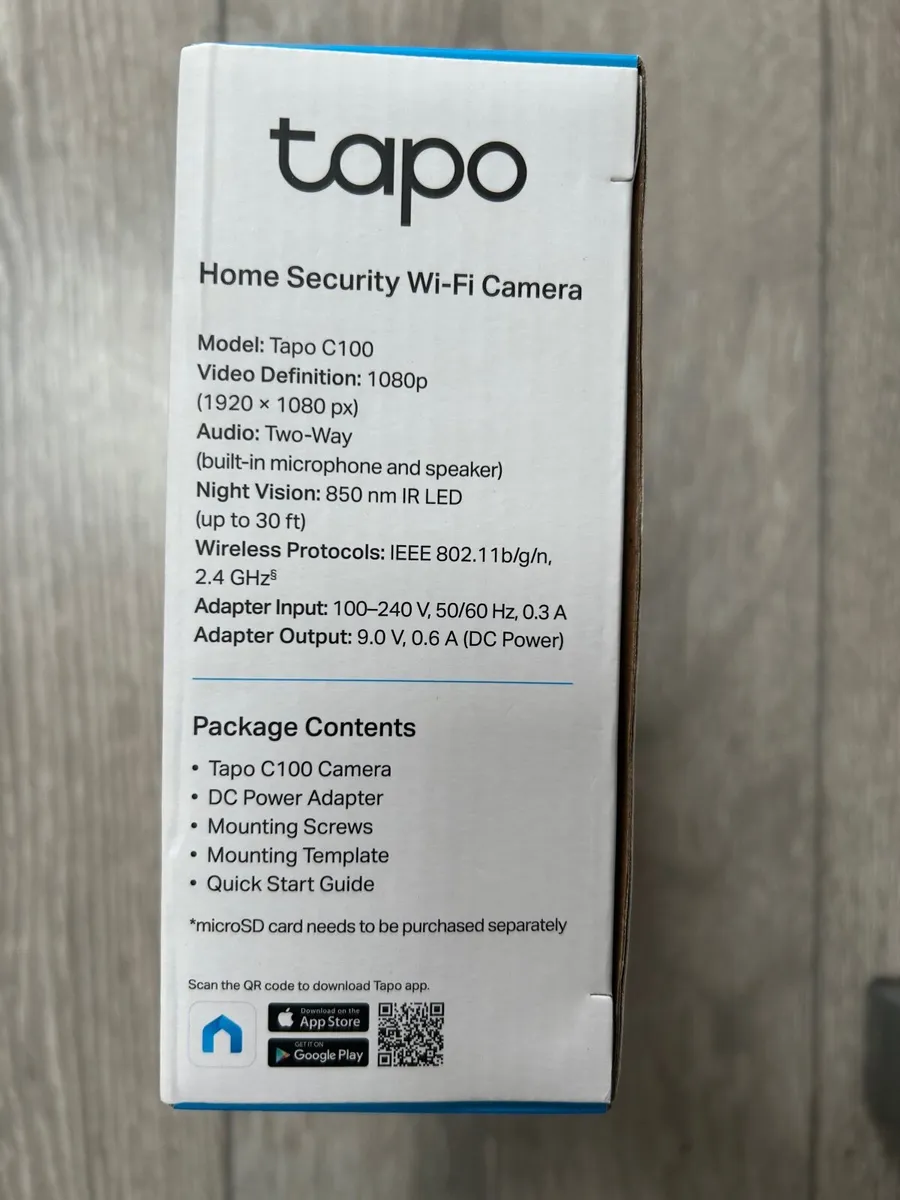 tapo
Home Security Wi-Fi Camera
Model: Tapo C100
Video Definition: 1080p
(1920 × 1080 px)
Audio: Two-Way
(built-in microphone and speaker)
Night Vision: 850 nm IR LED
(up to 30 ft)
Wireless Protocols: IEEE 802.11b/g/n,
2.4 GHz§
Adapter Input: 100–240 V, 50/60 Hz, 0.3 A
Adapter Output: 9.0 V, 0.6 A (DC Power)
Package Contents
• Tapo C100 Camera
• DC Power Adapter
• Mounting Screws
• Mounting Template
• Quick Start Guide
*microSD card needs to be purchased separately
Scan the QR code to download Tapo app.
Download on the
App Store
GET IT ON
Google Play